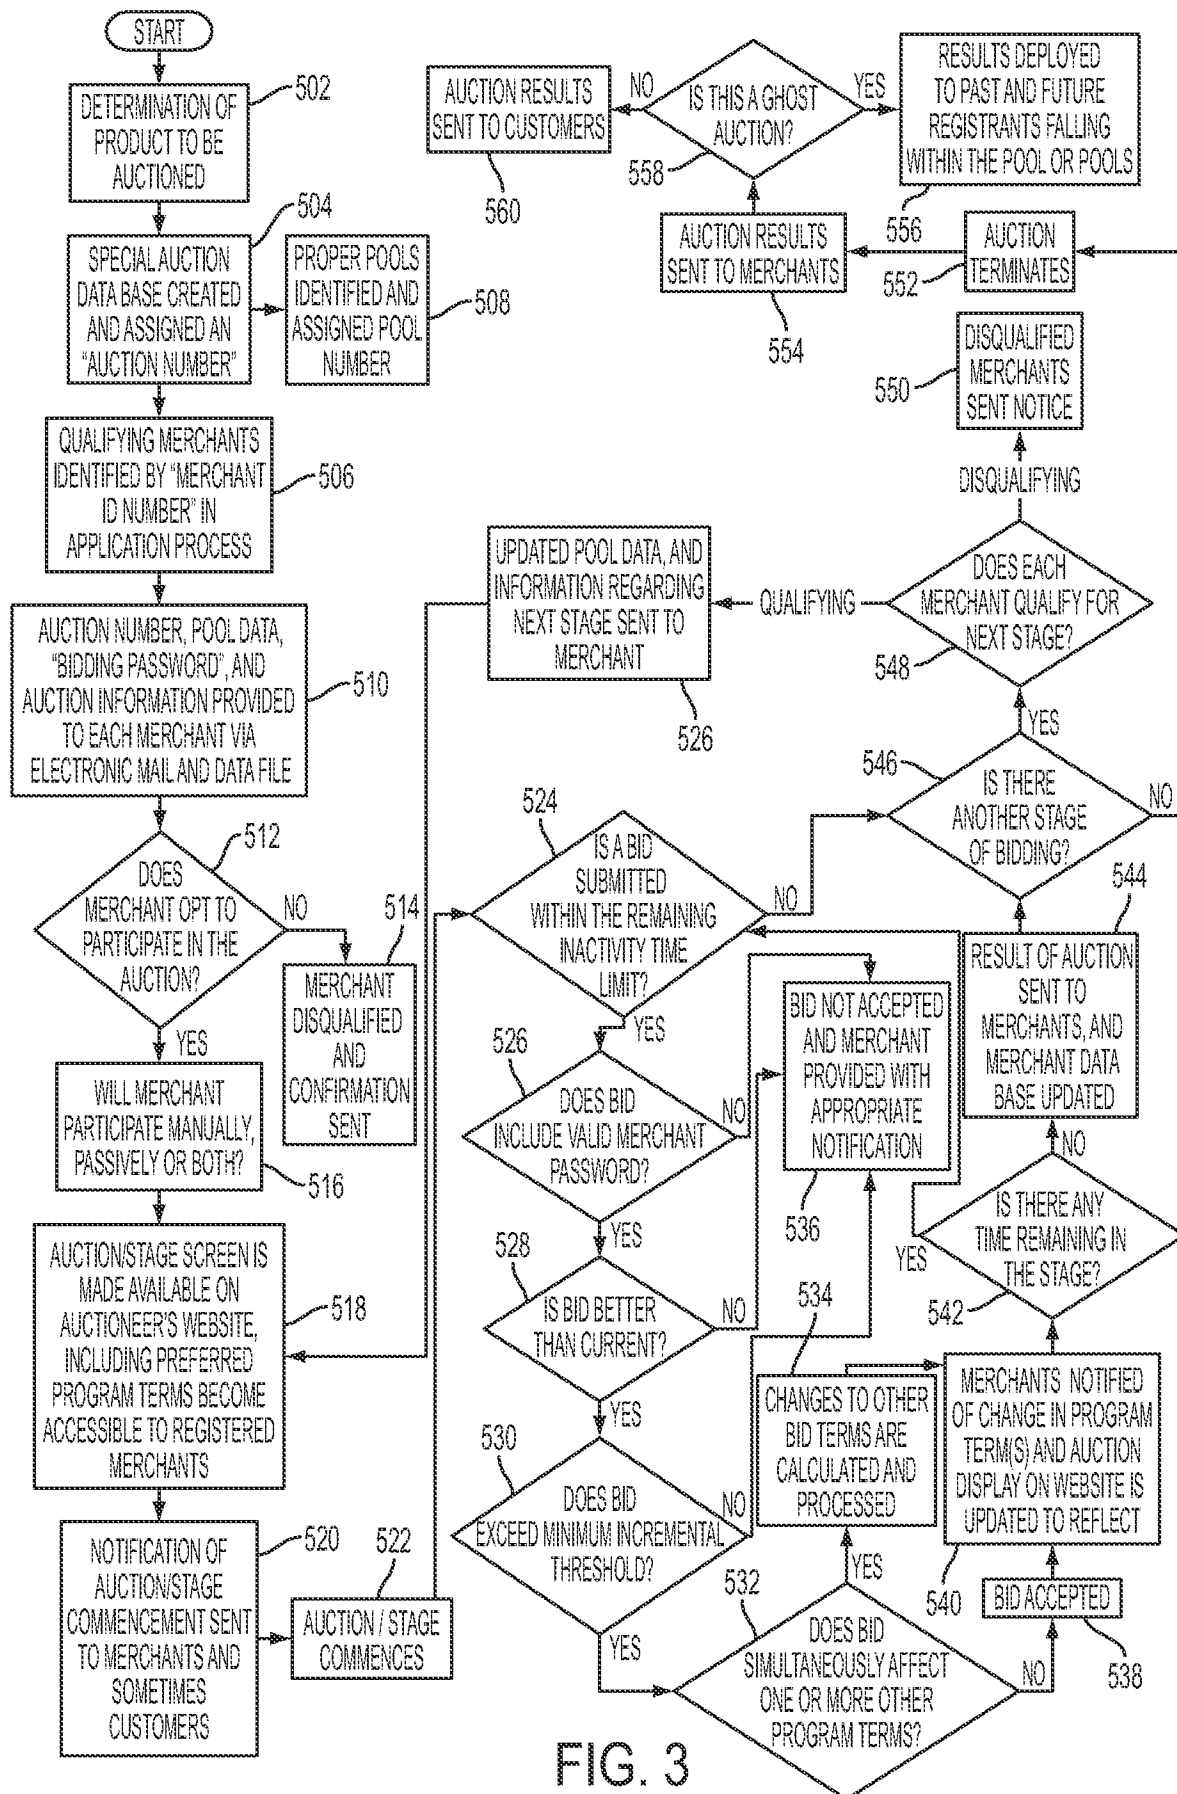 START
502
DETERMINATION OF
PRODUCT TO BE
AUCTIONED
504
SPECIAL AUCTION
DATA BASE CREATED
AND ASSIGNED AN
"AUCTION NUMBER"
PROPER POOLS
IDENTIFIED AND
ASSIGNED POOL
NUMBER
508
QUALIFYING MERCHANTS
IDENTIFIED BY "MERCHANT
ID NUMBER" IN
APPLICATION PROCESS
506
AUCTION NUMBER, POOL DATA,
"BIDDING PASSWORD", AND
AUCTION INFORMATION PROVIDED
TO EACH MERCHANT VIA
ELECTRONIC MAIL AND DATA FILE
510
512
DOES
MERCHANT OPT TO
PARTICIPATE IN THE
AUCTION?
NO
514
MERCHANT
DISQUALIFIED
AND
CONFIRMATION
SENT
YES
WILL MERCHANT
PARTICIPATE MANUALLY,
PASSIVELY OR BOTH?
516
AUCTION/STAGE SCREEN IS
MADE AVAILABLE ON
AUCTIONEER'S WEBSITE,
INCLUDING PREFERRED
PROGRAM TERMS BECOME
ACCESSIBLE TO REGISTERED
MERCHANTS
518
520
NOTIFICATION OF
AUCTION/STAGE
COMMENCEMENT SENT
TO MERCHANTS AND
SOMETIMES
CUSTOMERS
522
AUCTION / STAGE
COMMENCES
524
IS A BID
SUBMITTED
WITHIN THE REMAINING
INACTIVITY TIME
LIMIT?
NO
YES
526
DOES BID
INCLUDE VALID MERCHANT
PASSWORD?
NO
YES
528
IS BID BETTER
THAN CURRENT?
NO
YES
530
DOES BID
EXCEED MINIMUM INCREMENTAL
THRESHOLD?
NO
YES
532
DOES BID
SIMULTANEOUSLY AFFECT
ONE OR MORE OTHER
PROGRAM TERMS?
YES
NO
534
CHANGES TO OTHER
BID TERMS ARE
CALCULATED AND
PROCESSED
BID NOT ACCEPTED
AND MERCHANT
PROVIDED WITH
APPROPRIATE
NOTIFICATION
536
BID ACCEPTED
538
MERCHANTS NOTIFIED
OF CHANGE IN PROGRAM
TERM(S) AND AUCTION
DISPLAY ON WEBSITE IS
UPDATED TO REFLECT
540
IS THERE ANY
TIME REMAINING IN
THE STAGE?
542
YES
NO
544
RESULT OF AUCTION
SENT TO
MERCHANTS, AND
MERCHANT DATA
BASE UPDATED
546
IS THERE
ANOTHER STAGE
OF BIDDING?
NO
YES
DOES EACH
MERCHANT QUALIFY FOR
NEXT STAGE?
548
QUALIFYING
UPDATED POOL DATA, AND
INFORMATION REGARDING
NEXT STAGE SENT TO
MERCHANT
526
DISQUALIFYING
DISQUALIFIED
MERCHANTS
SENT NOTICE
550
AUCTION
TERMINATES
552
AUCTION RESULTS
SENT TO MERCHANTS
554
IS THIS A GHOST
AUCTION?
558
NO
YES
AUCTION RESULTS
SENT TO CUSTOMERS
560
RESULTS DEPLOYED
TO PAST AND FUTURE
REGISTRANTS FALLING
WITHIN THE POOL OR POOLS
556
FIG. 3